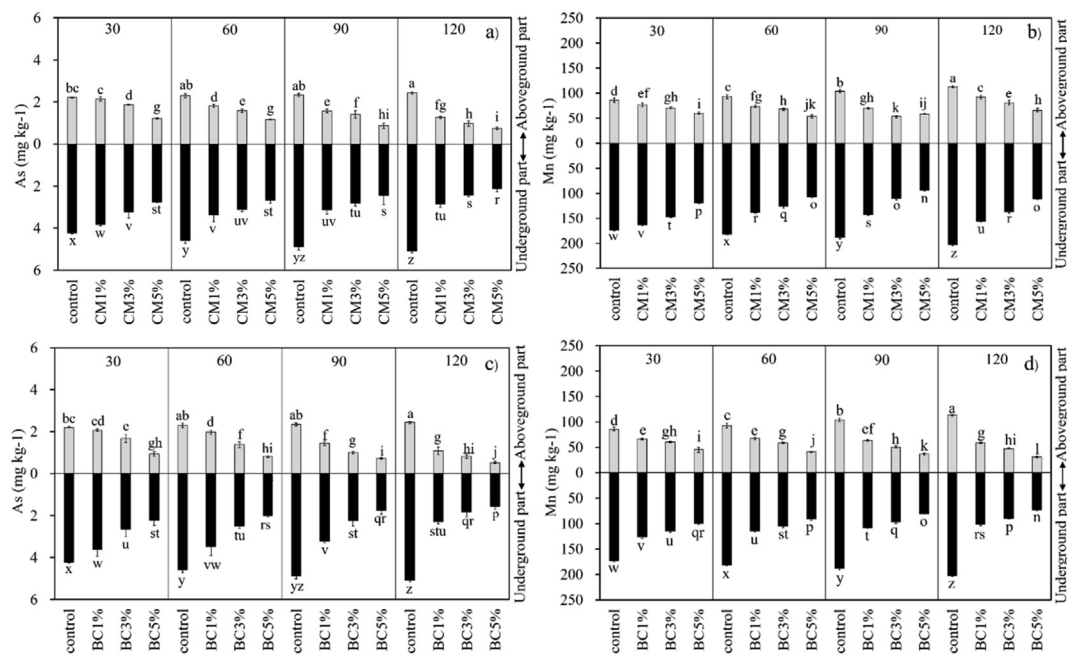 6 30 60 90 120 a)
4
bc c d g ab d e g ab e f hi a fg h i
2
0
2
x w v st y v uv st yz uv tu s z tu s r
4
6
As (mg kg-1)
Underground part Aboveground part
control CM1% CM3% CM5% control CM1% CM3% CM5% control CM1% CM3% CM5% control CM1% CM3% CM5%
250 30 60 90 120 b)
200
150
d ef gh i c fg h jk b gh k ij a c e h
100
50
0
50
100
150
w v t p x r q o y s o n z u r o
200
250
Mn (mg kg-1)
Underground part Aboveground part
control CM1% CM3% CM5% control CM1% CM3% CM5% control CM1% CM3% CM5% control CM1% CM3% CM5%
6 30 60 90 120 c)
4
bc cd e gh ab d f hi ab f g i a g hi j
2
0
2
x w u st y vw tu rs yz v st qr z stu qr p
4
6
As (mg kg-1)
Underground part Aboveground part
control BC1% BC3% BC5% control BC1% BC3% BC5% control BC1% BC3% BC5% control BC1% BC3% BC5%
250 30 60 90 120 d)
200
150
d e gh i c e g j b ef h k a g hi l
100
50
0
50
100
150
w v u qr x u st p y t q o z rs p n
200
250
Mn (mg kg-1)
Underground part Aboveground part
control BC1% BC3% BC5% control BC1% BC3% BC5% control BC1% BC3% BC5% control BC1% BC3% BC5%